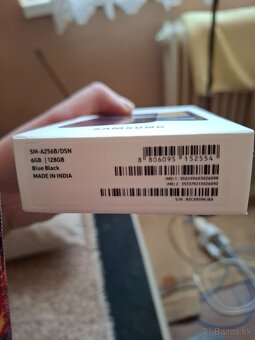 SAMSUNG
SM-A256B/DSN
6GB | 128GB
Blue Black
MADE IN INDIA
8 806095 152554
IMEI 1:
IMEI 2:
S/N:
© Bazos.sk